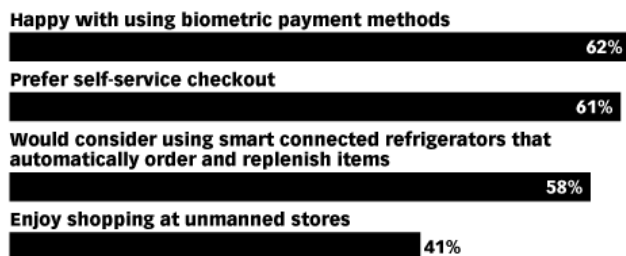 Happy with using biometric payment methods
62%
Prefer self-service checkout
61%
Would consider using smart connected refrigerators that
automatically order and replenish items
58%
Enjoy shopping at unmanned stores
41%